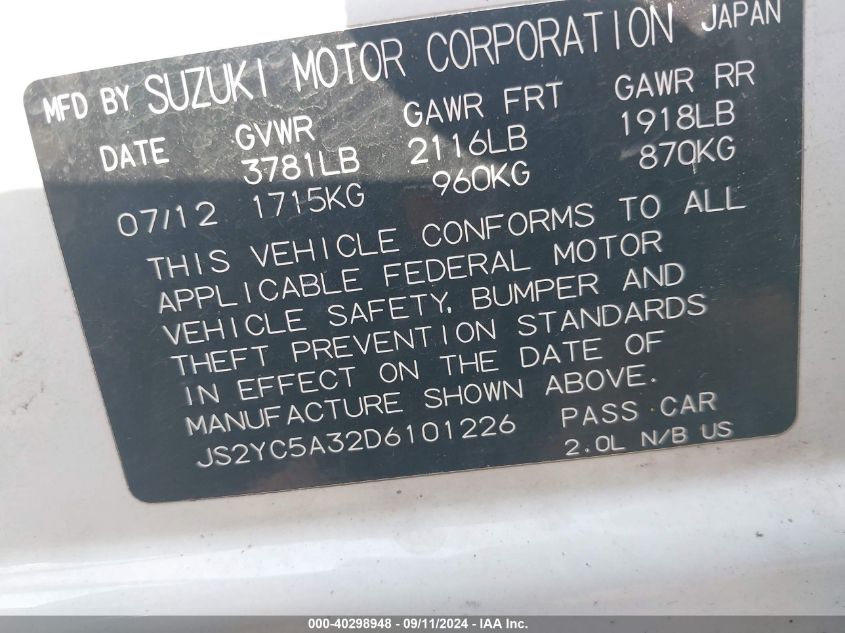 MFD BY SUZUKI MOTOR CORPORATION JAPAN
DATE GVWR GAWR FRT GAWR RR
3781LB 2116LB 1918LB
07/12 1715KG 960KG 870KG
THIS VEHICLE CONFORMS TO ALL
APPLICABLE FEDERAL MOTOR
VEHICLE SAFETY, BUMPER AND
THEFT PREVENTION STANDARDS
IN EFFECT ON THE DATE OF
MANUFACTURE SHOWN ABOVE.
JS2YC5A32D6101226 PASS CAR
2.0L N/B US
000-40298948 - 09/11/2024 - IAA Inc.